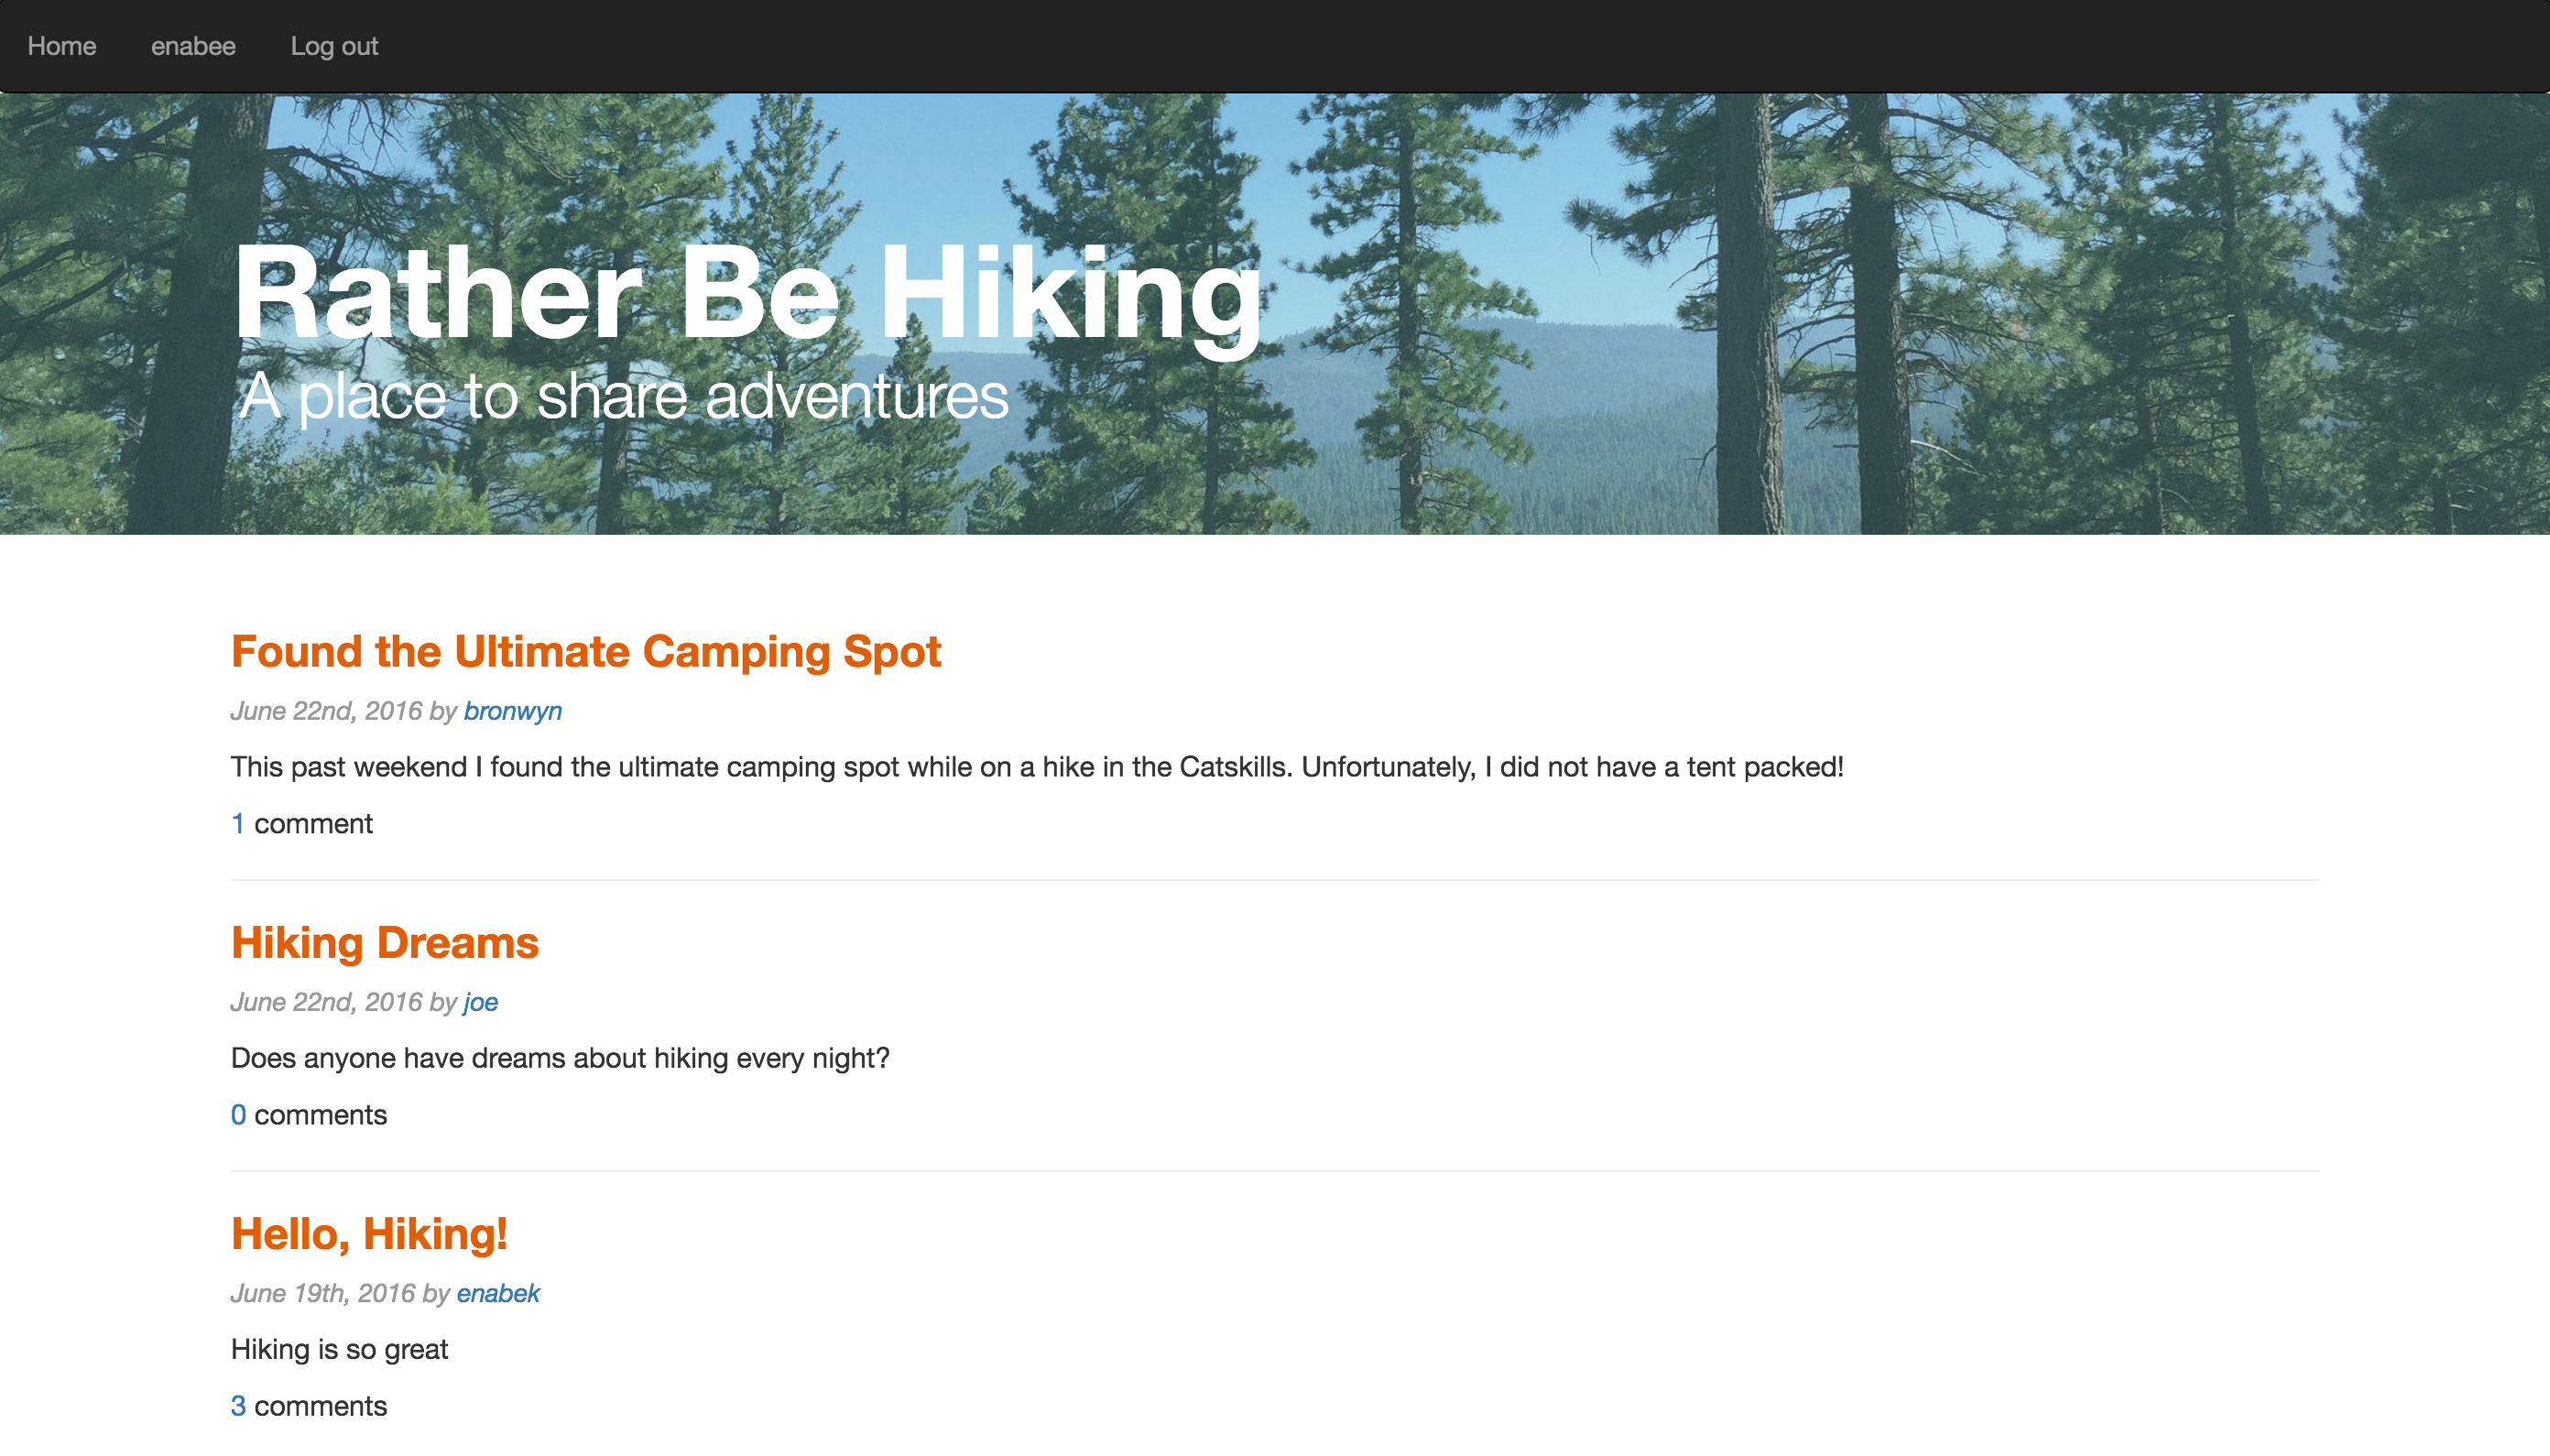 Home enabee Log out
Rather Be Hiking
A place to share adventures
Found the Ultimate Camping Spot
June 22nd, 2016 by bronwyn
This past weekend I found the ultimate camping spot while on a hike in the Catskills. Unfortunately, I did not have a tent packed!
1 comment
Hiking Dreams
June 22nd, 2016 by joe
Does anyone have dreams about hiking every night?
0 comments
Hello, Hiking!
June 19th, 2016 by enabek
Hiking is so great
3 comments